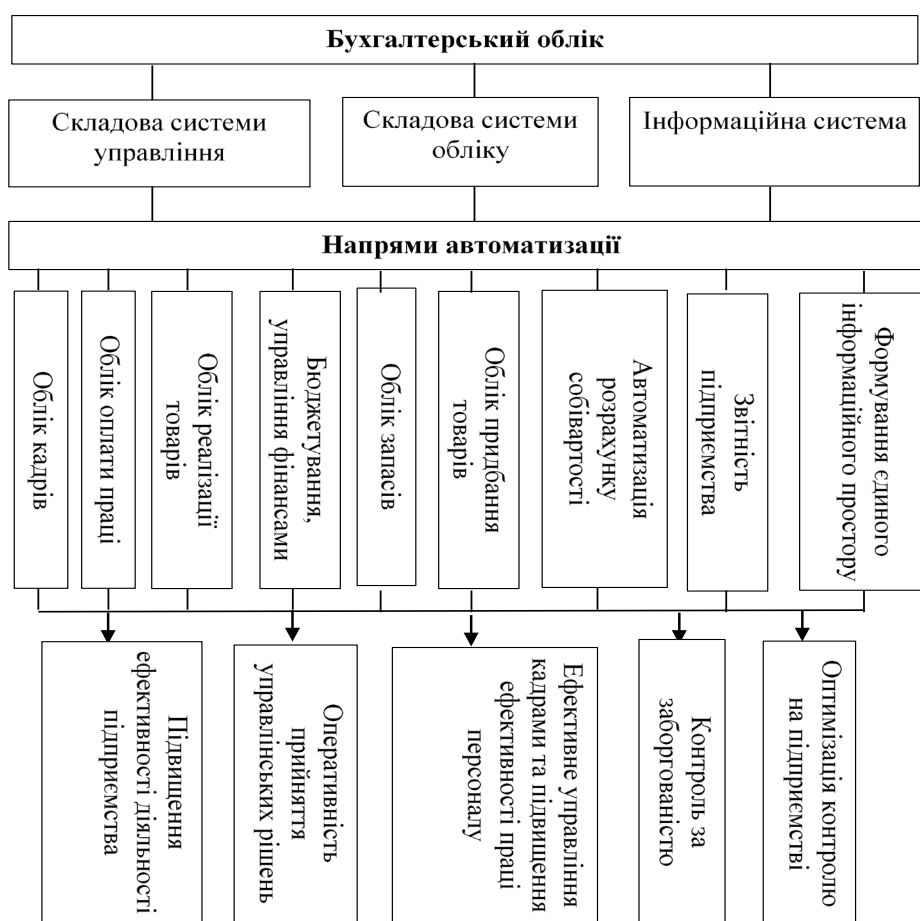 Бухгалтерський облік
Складова системи
управління
Складова системи
обліку
Інформаційна система
Напрями автоматизації
Облік кадрів
Облік оплати праці
Облік реалізації
товарів
Бюджетування,
управління фінансами
Облік запасів
Облік придбання
товарів
Автоматизація
розрахунку
собівартості
Звітність
підприємства
Формування єдиного
інформаційного простору
Підвищення
ефективності діяльності
підприємства
Оперативність
прийняття
управлінських рішень
Ефективне управління
кадрами та підвищення
ефективності праці
персоналу
Контроль за
заборгованістю
Оптимізація контролю
на підприємстві